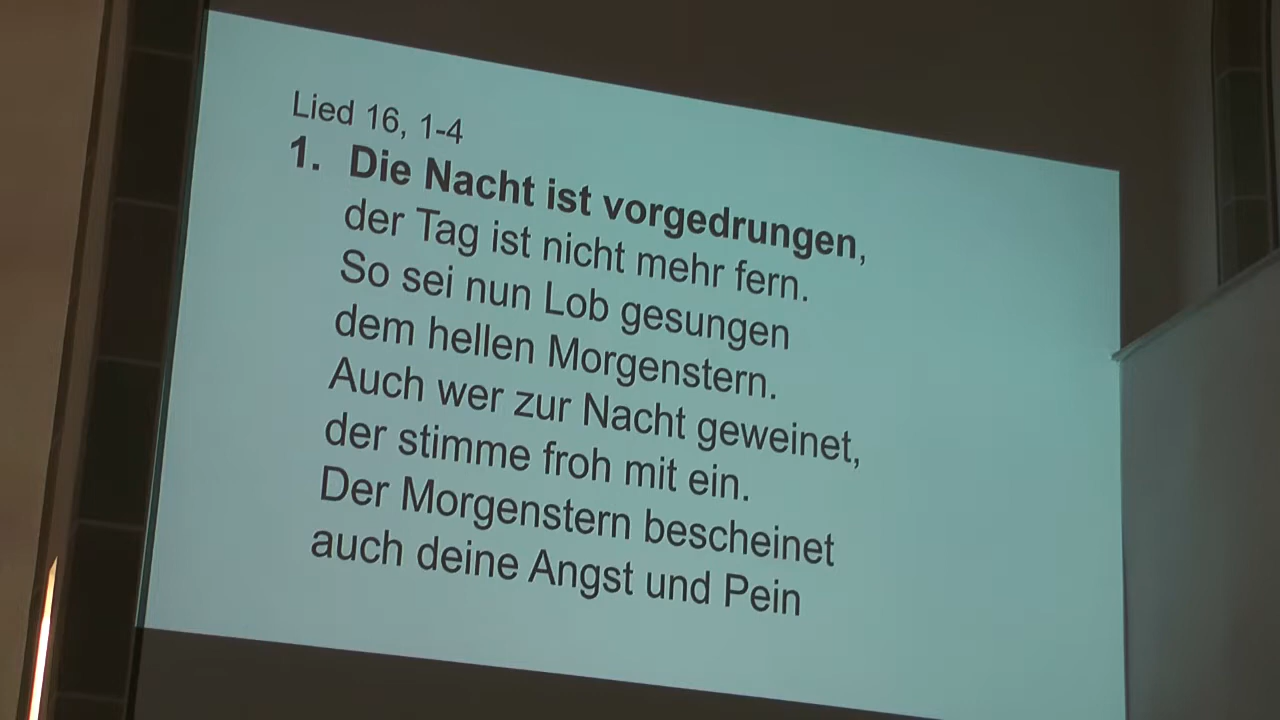 Lied 16, 1-4
1. Die Nacht ist vorgedrungen,
der Tag ist nicht mehr fern.
So sei nun Lob gesungen
dem hellen Morgenstern.
Auch wer zur Nacht geweinet,
der stimme froh mit ein.
Der Morgenstern bescheinet
auch deine Angst und Pein